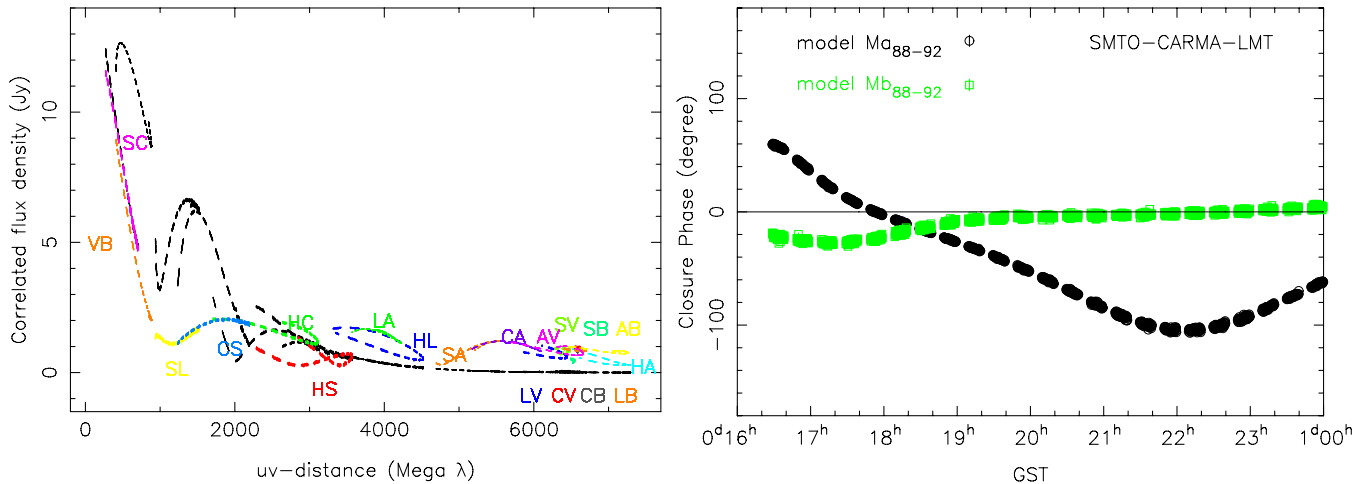 Correlated flux density (Jy)
10
5
0
SC
VB
SL
OS
HC
HS
LA
HL
SA
CA
AV
SV
SB
AB
HA
LV
CV
CB
LB
0
2000
4000
6000
uv−distance (Mega λ)
model Ma88−92
SMTO−CARMA−LMT
model Mb88−92
Closure Phase (degree)
100
0
−100
0d16h
17h
18h
19h
20h
21h
22h
23h
1d00h
GST